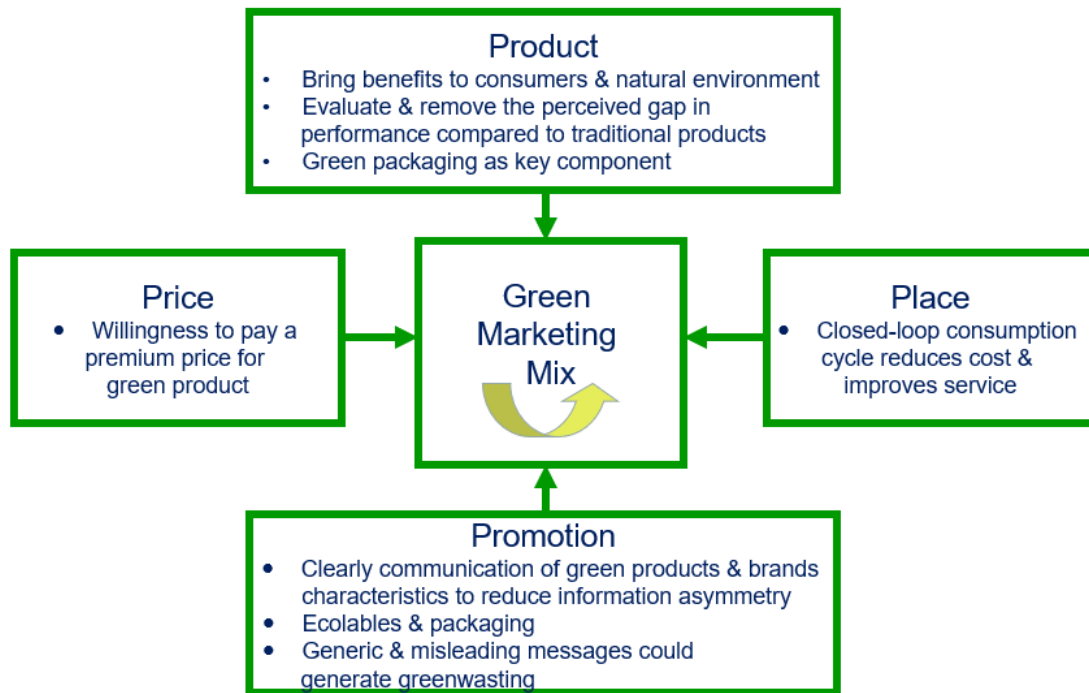 Product
• Bring benefits to consumers & natural environment
• Evaluate & remove the perceived gap in
performance compared to traditional products
• Green packaging as key component
Price
• Willingness to pay a
premium price for
green product
Green
Marketing
Mix
Place
• Closed-loop consumption
cycle reduces cost &
improves service
Promotion
• Clearly communication of green products & brands
characteristics to reduce information asymmetry
• Ecolables & packaging
• Generic & misleading messages could
generate greenwasting